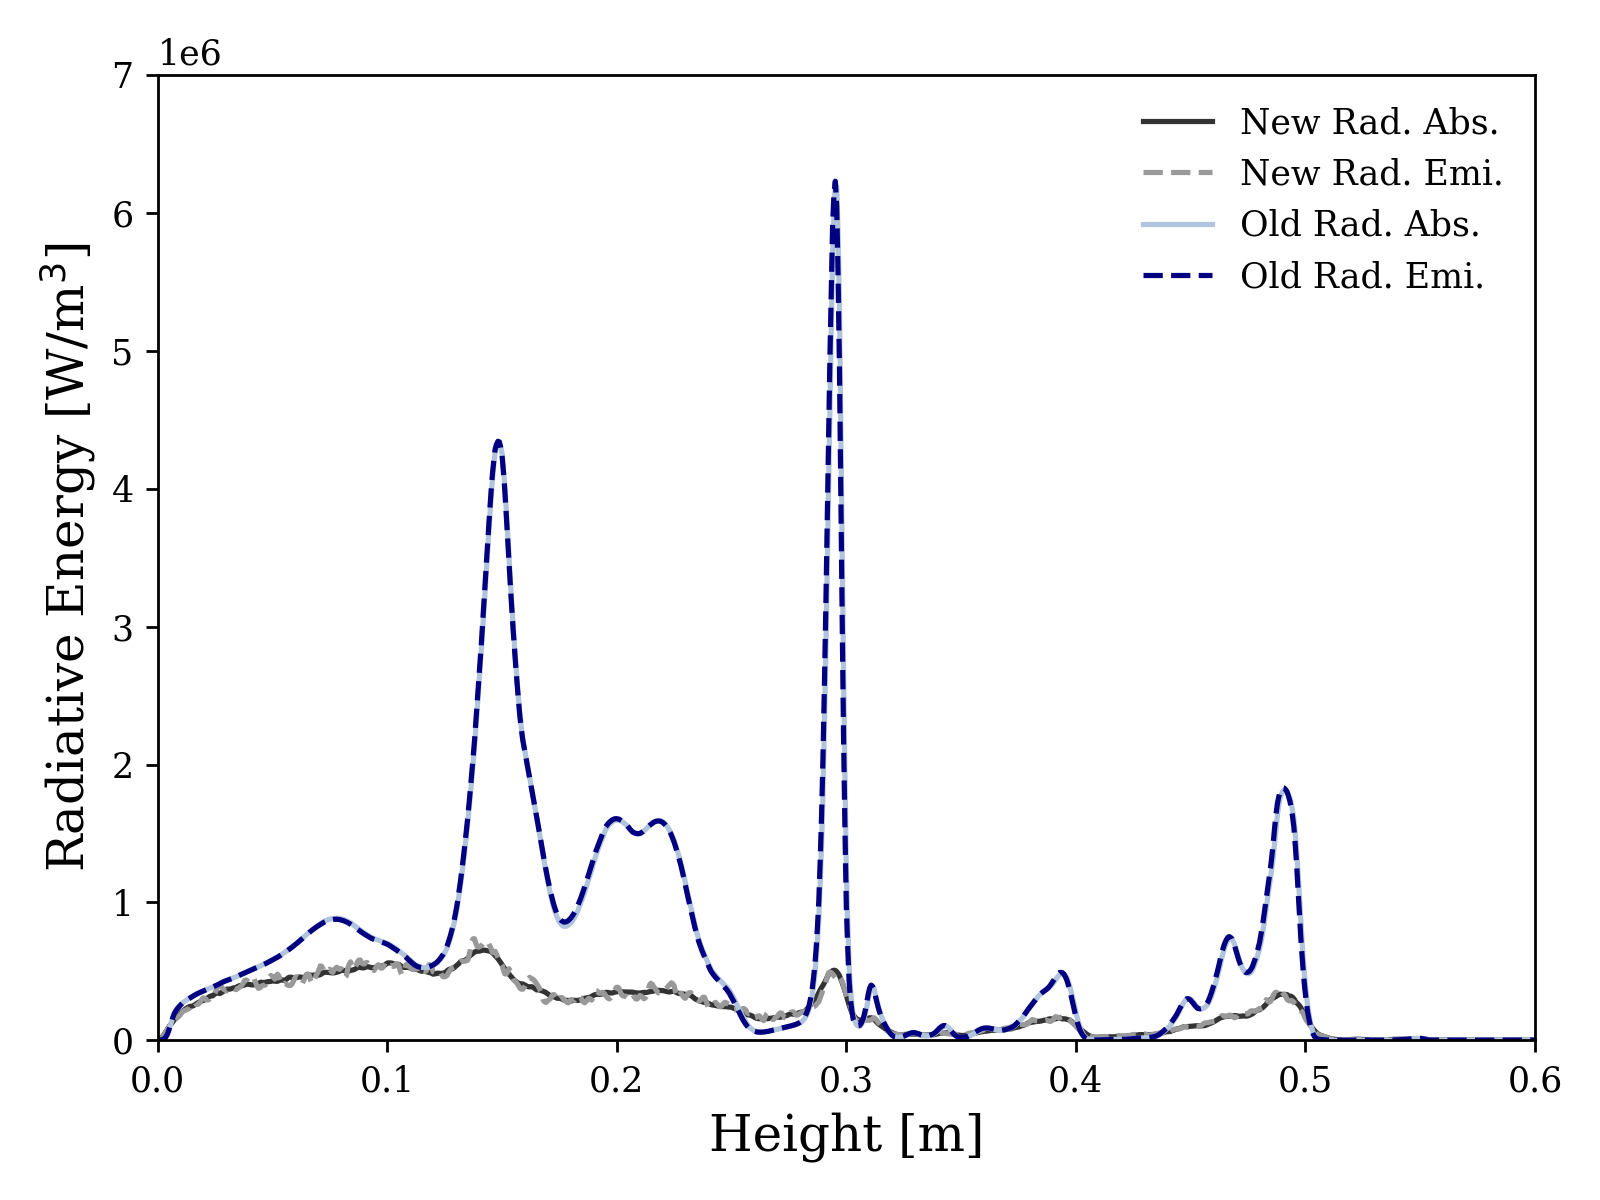 1e6
7
6
5
4
3
2
1
0
Radiative Energy [W/m³]
New Rad. Abs.
New Rad. Emi.
Old Rad. Abs.
Old Rad. Emi.
0.0 0.1 0.2 0.3 0.4 0.5 0.6
Height [m]